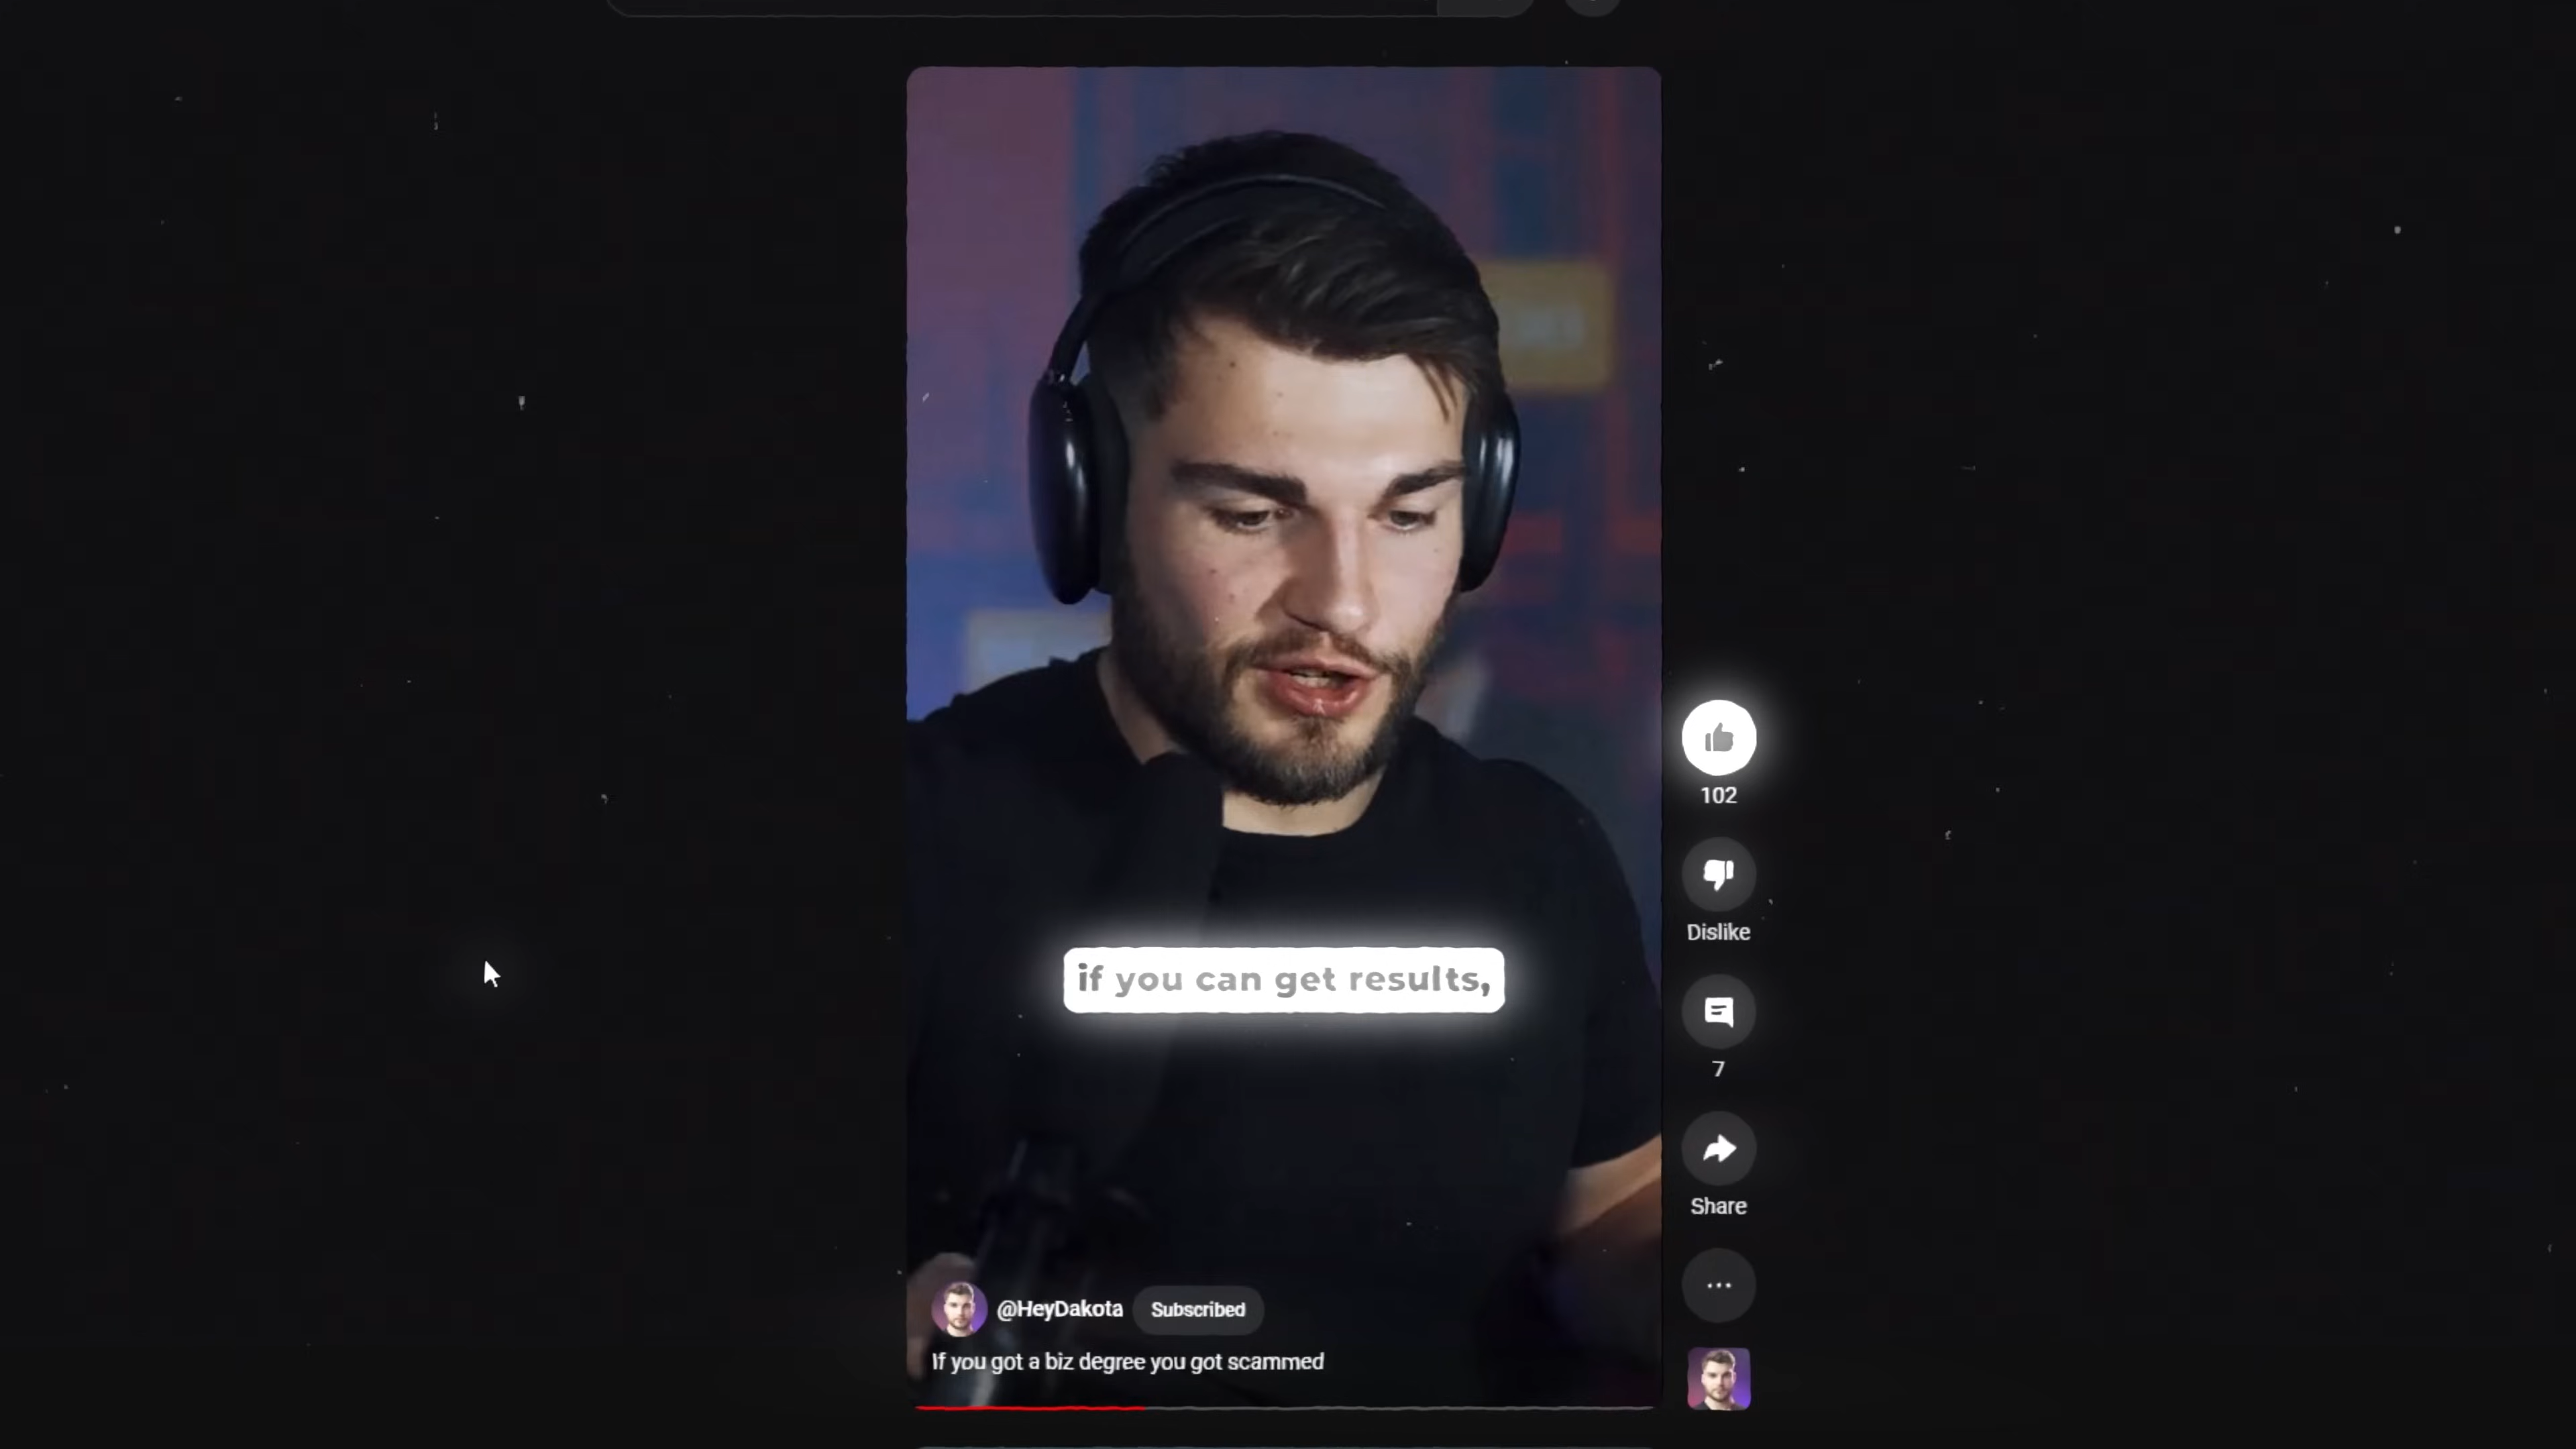 if you can get results,
102
Dislike
7
Share
@HeyDakota Subscribed
If you got a biz degree you got scammed